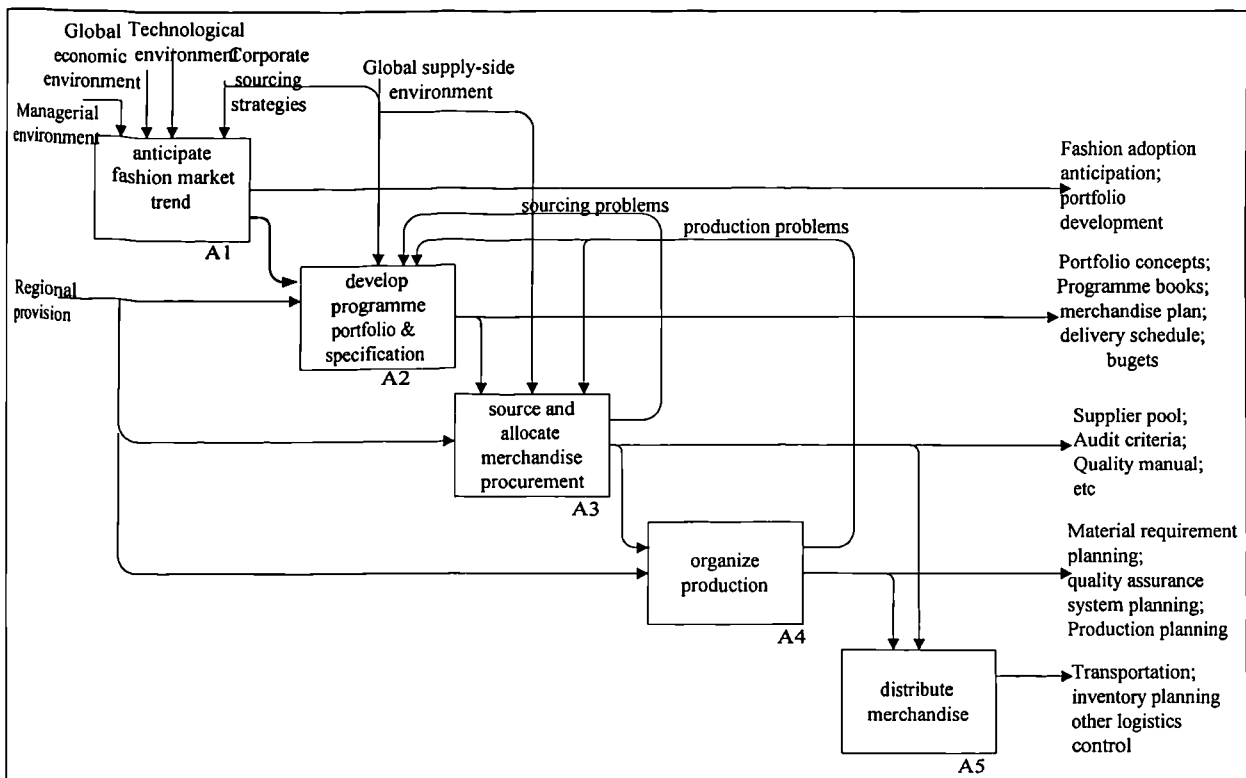 Global
economic
environment
Technological
environment
Corporate
sourcing
strategies
Global supply-side
environment
Managerial
environment
anticipate
fashion market
trend
A1
Fashion adoption
anticipation;
portfolio
development
sourcing problems
production problems
Regional
provision
develop
programme
portfolio &
specification
A2
Portfolio concepts;
Programme books;
merchandise plan;
delivery schedule;
bugets
source and
allocate
merchandise
procurement
A3
Supplier pool;
Audit criteria;
Quality manual;
etc
organize
production
A4
Material requirement
planning;
quality assurance
system planning;
Production planning
distribute
merchandise
A5
Transportation;
inventory planning
other logistics
control